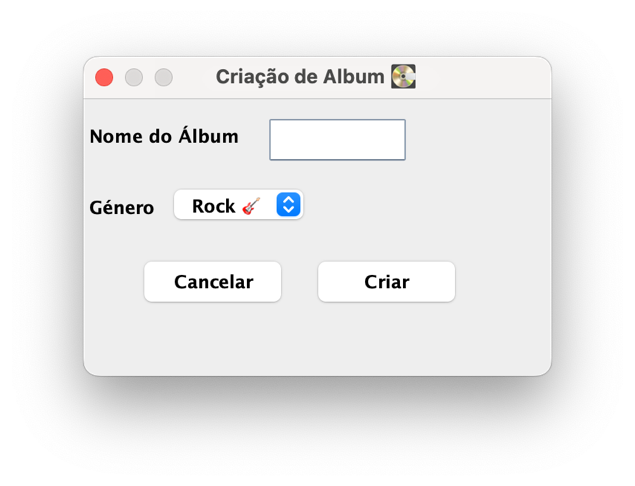 Criação de Album 💽
Nome do Álbum
Género Rock 🎸
Cancelar Criar